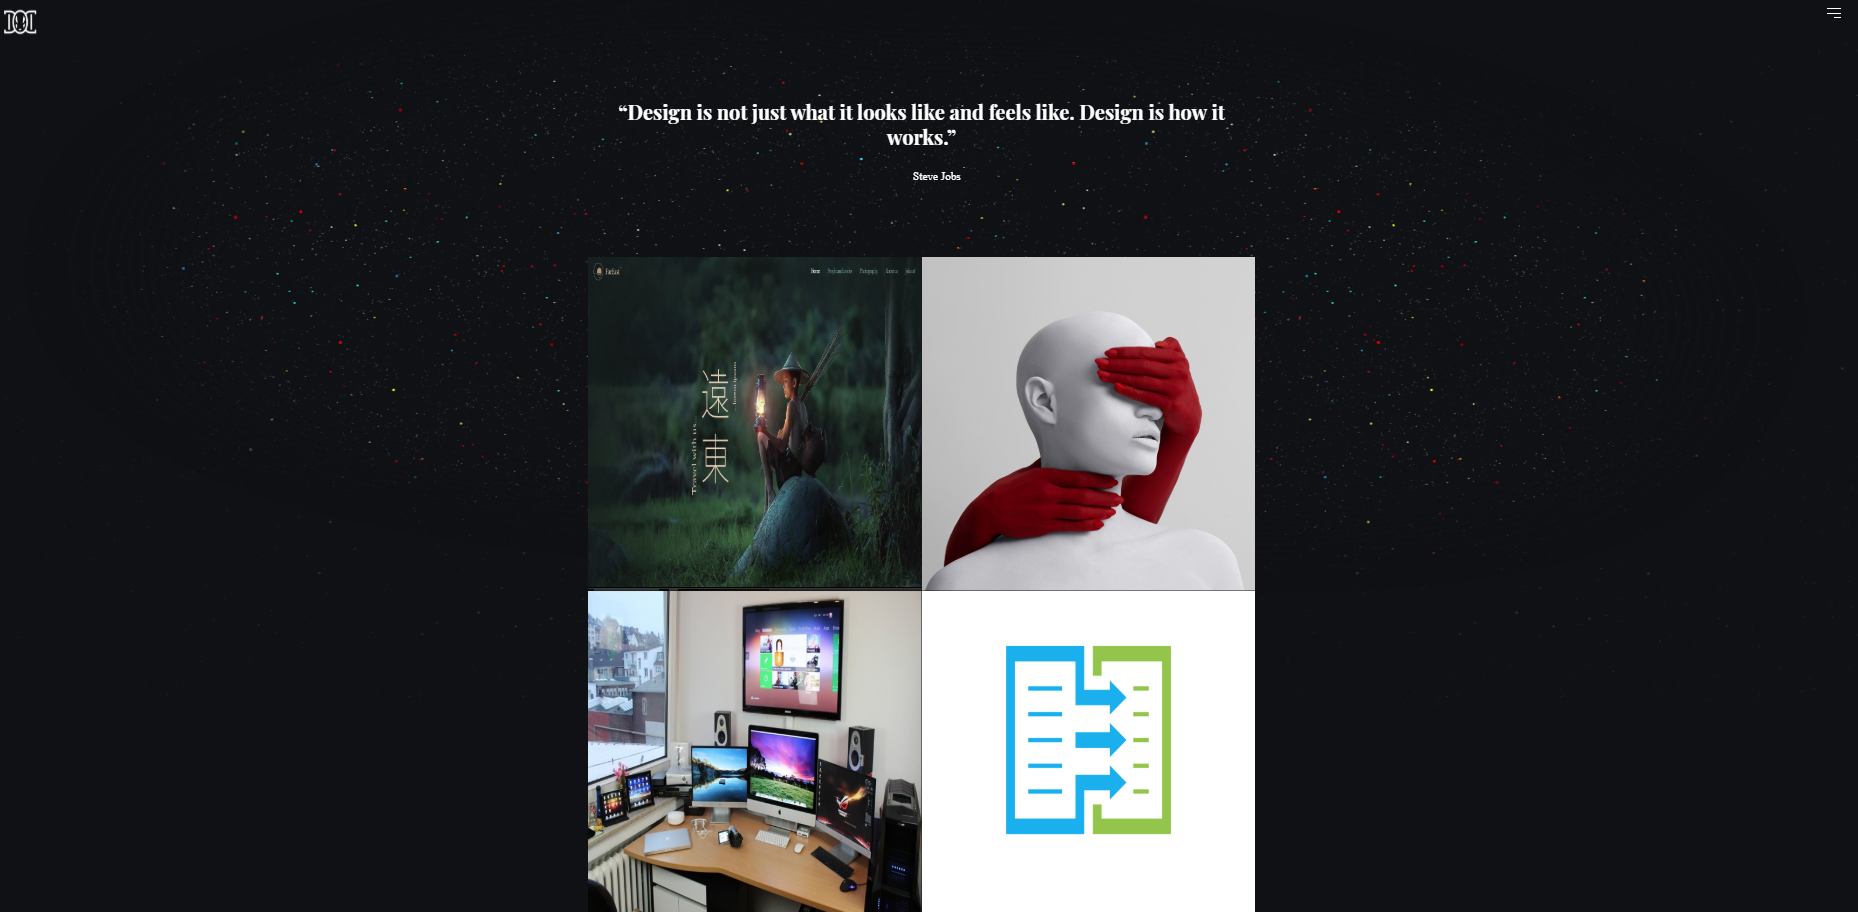 “Design is not just what it looks like and feels like. Design is how it
works.”
Steve Jobs
Home
遠東
Travel with us